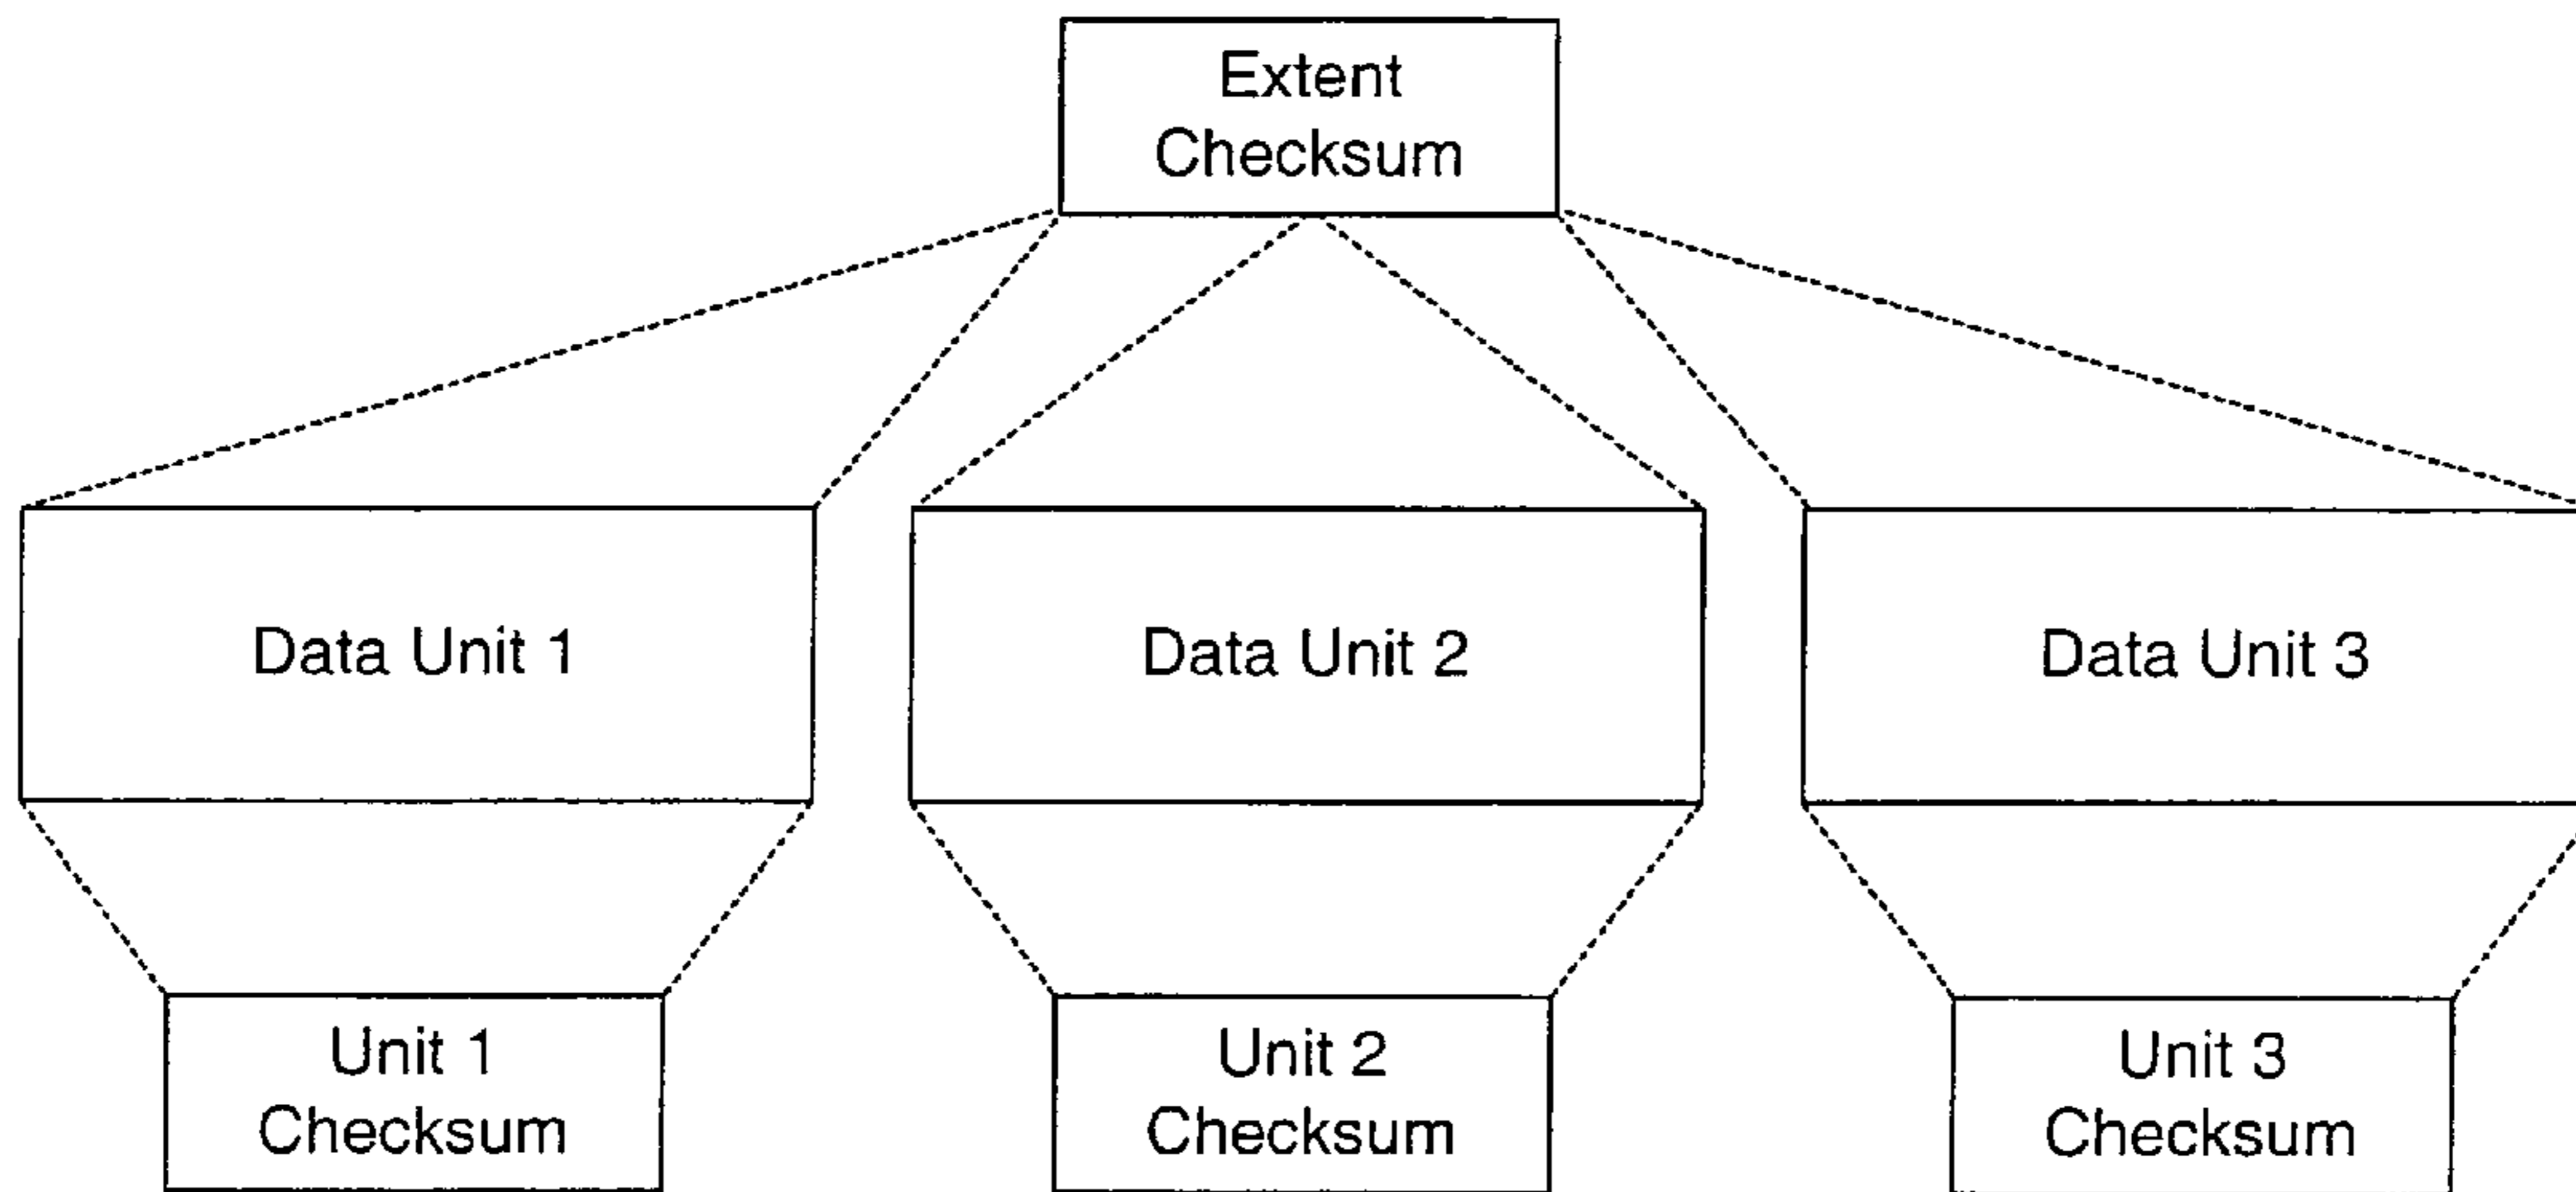 Extent
Checksum
Data Unit 1
Data Unit 2
Data Unit 3
Unit 1
Checksum
Unit 2
Checksum
Unit 3
Checksum